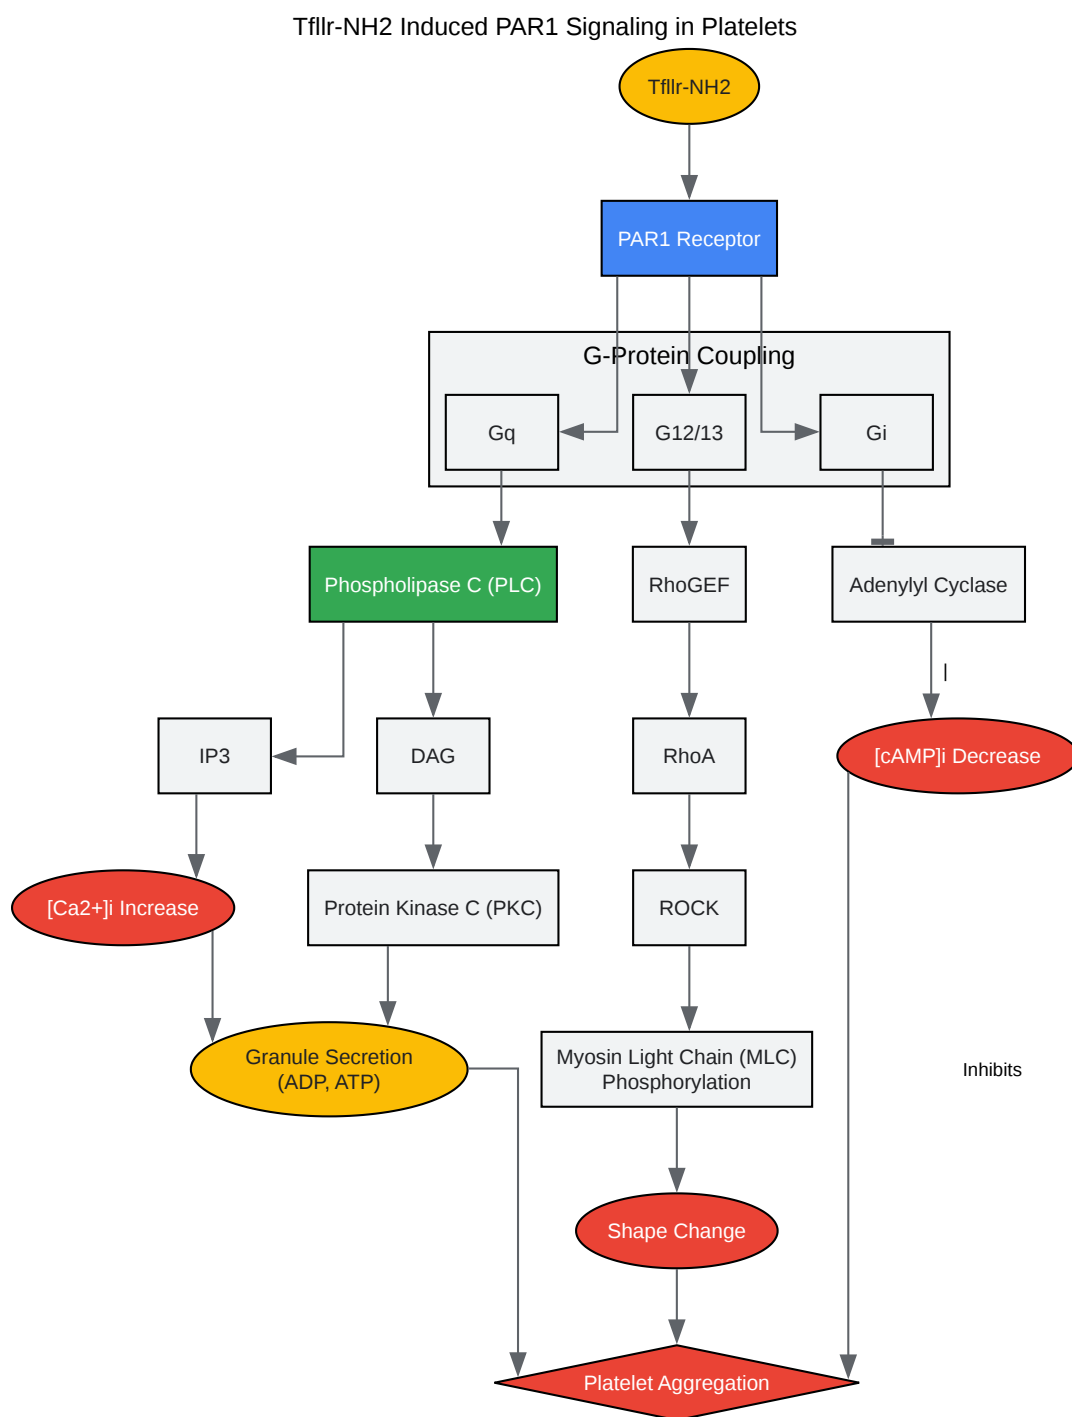 Tfllr-NH2 Induced PAR1 Signaling in Platelets
Tfllr-NH2
PAR1 Receptor
G-Protein Coupling
Gq
G12/13
Gi
Phospholipase C (PLC)
RhoGEF
Adenylyl Cyclase
|
IP3
DAG
RhoA
[cAMP]i Decrease
[Ca2+]i Increase
Protein Kinase C (PKC)
ROCK
Granule Secretion
(ADP, ATP)
Myosin Light Chain (MLC)
Phosphorylation
Inhibits
Shape Change
Platelet Aggregation